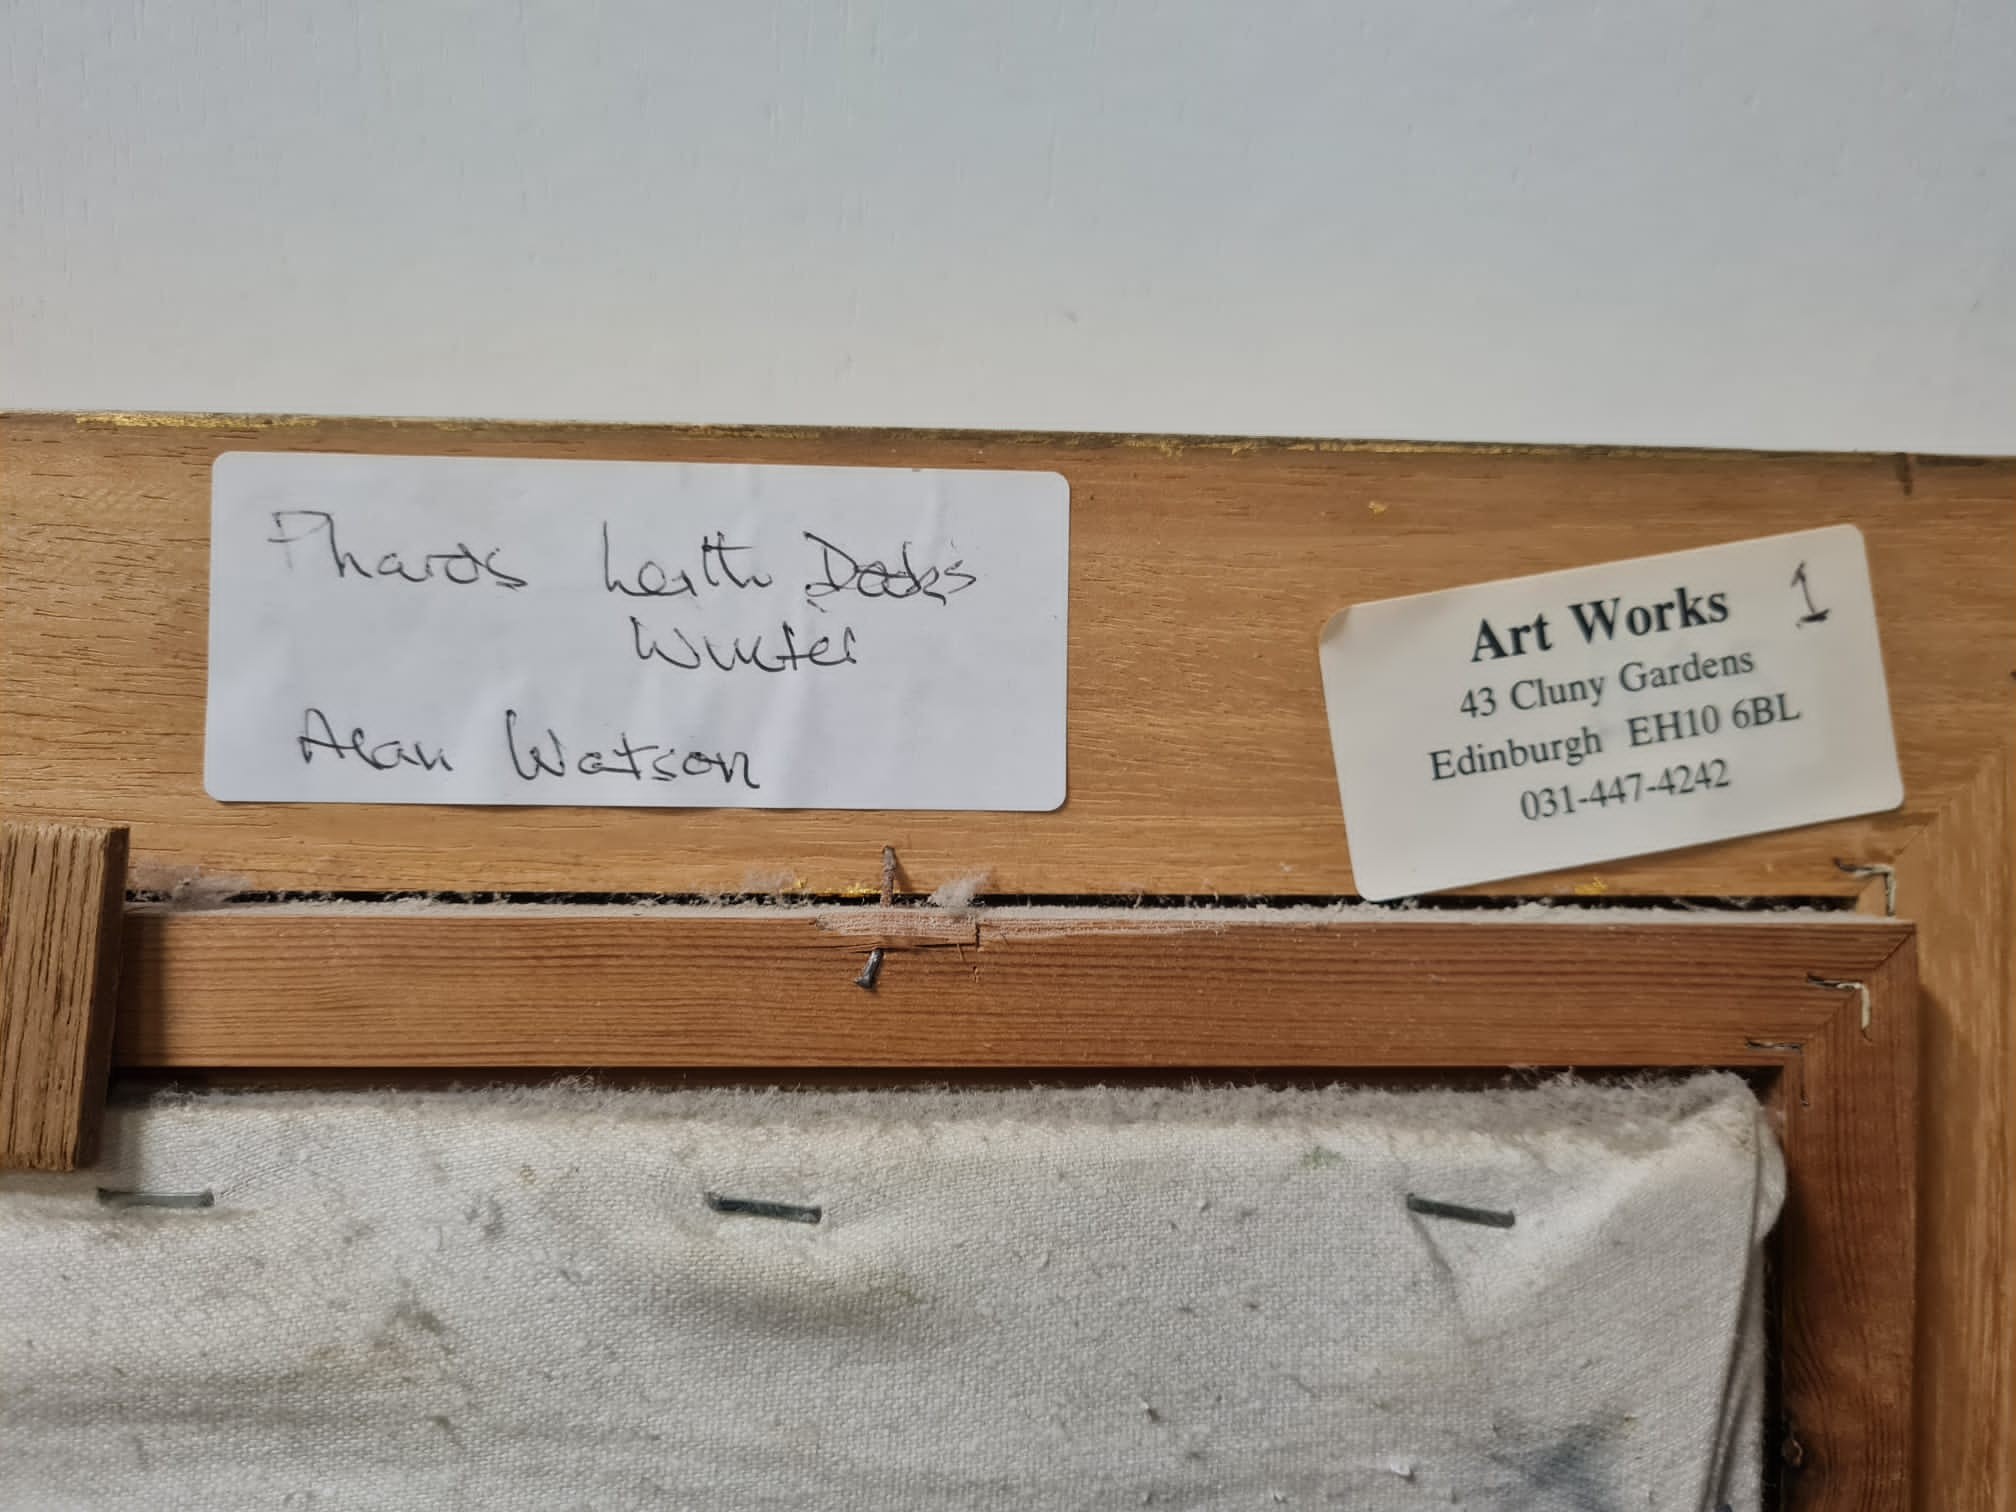 Pharos Leith Docks
Winter
Alan Watson
Art Works 1
43 Cluny Gardens
Edinburgh EH10 6BL
031-447-4242